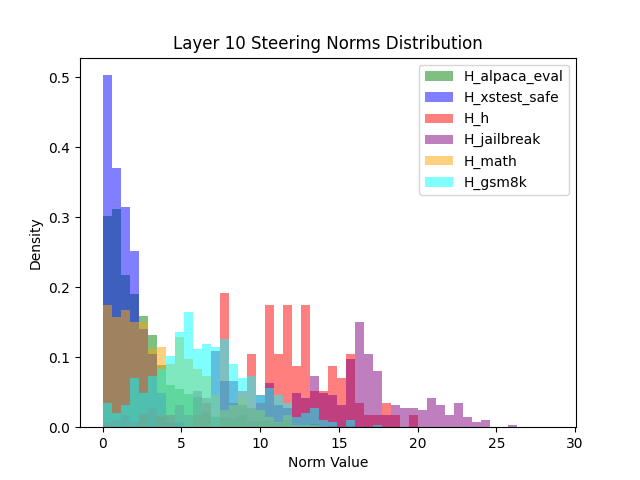 Layer 10 Steering Norms Distribution
Density
0.5
0.4
0.3
0.2
0.1
0.0
H_alpaca_eval
H_xstest_safe
H_h
H_jailbreak
H_math
H_gsm8k
0 5 10 15 20 25 30
Norm Value